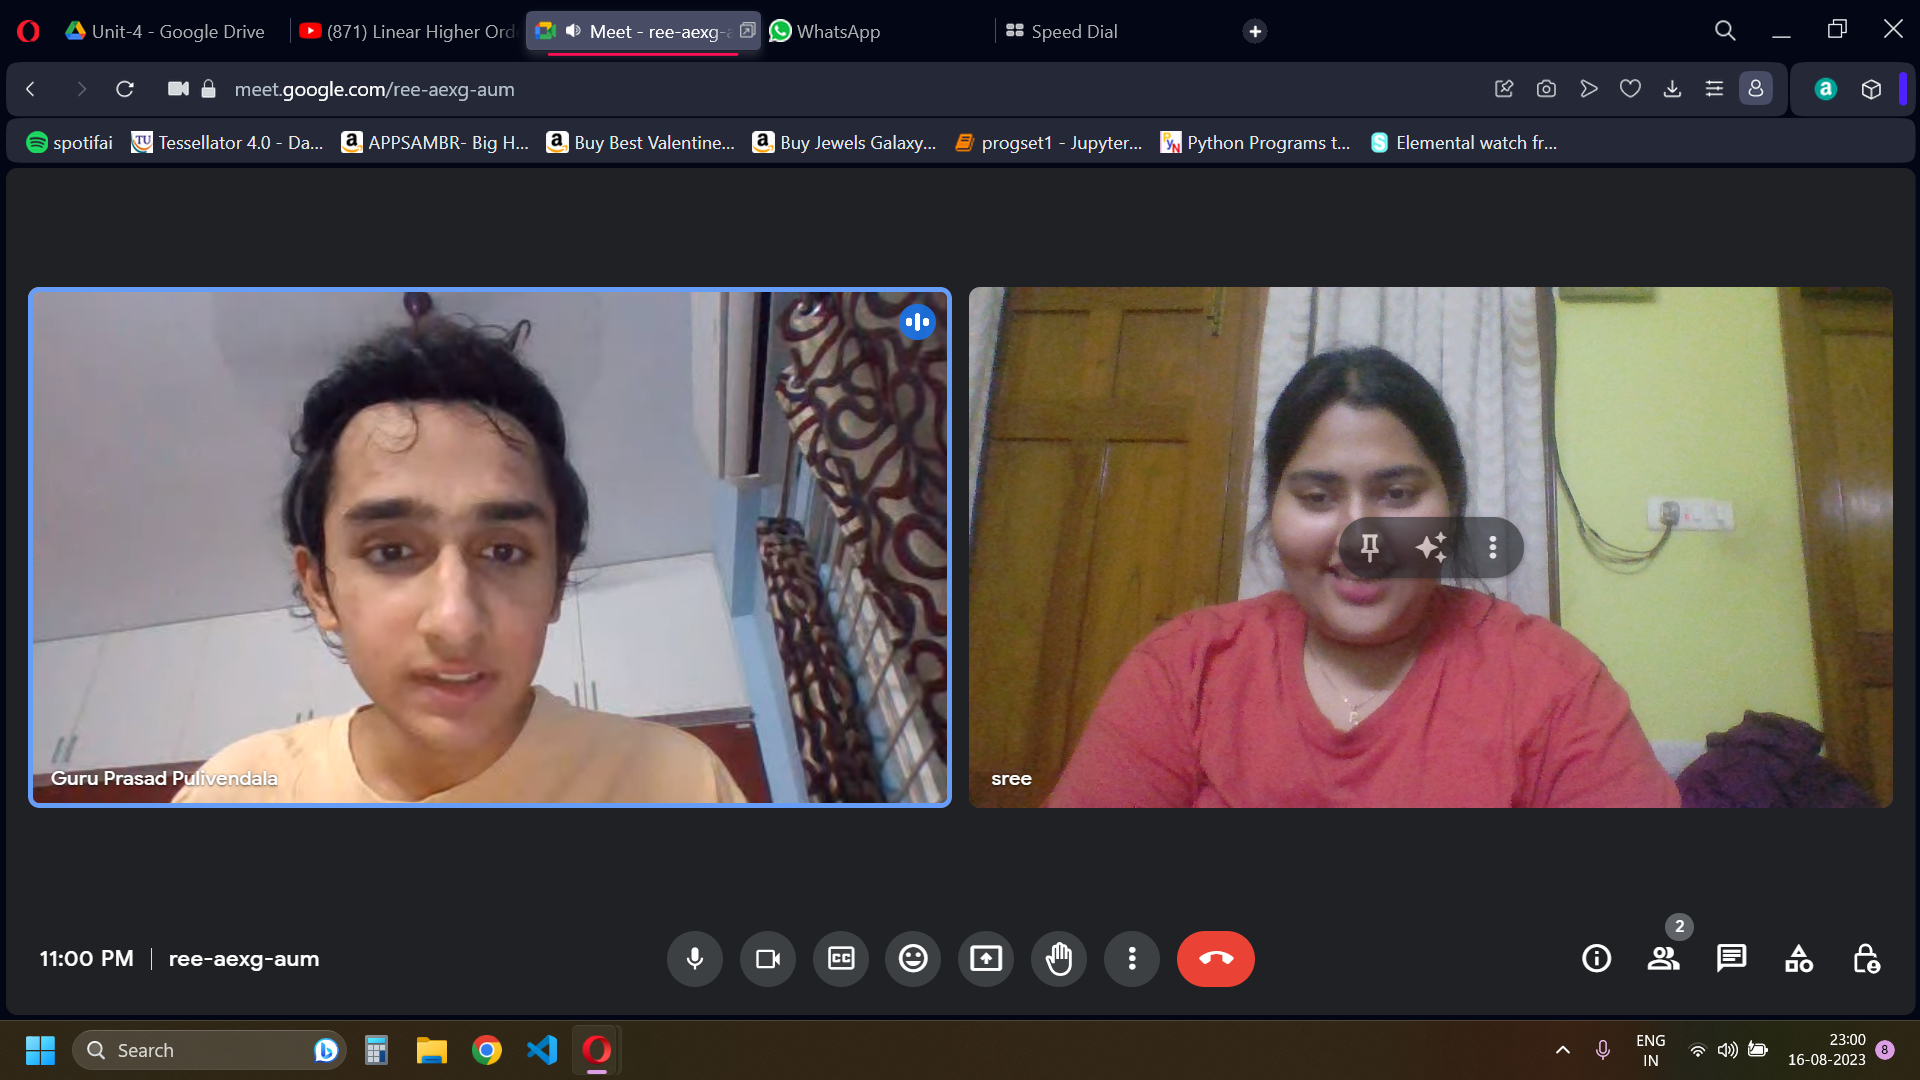 Unit-4 - Google Drive
(871) Linear Higher Ord
Meet - ree-aexg-a
WhatsApp
Speed Dial
meet.google.com/ree-aexg-aum
spotifai
Tessellator 4.0 - Da...
APPSAMBR- Big H...
Buy Best Valentine...
Buy Jewels Galaxy...
progset1 - Jupyter...
Python Programs t...
Elemental watch fr...
Guru Prasad Pulivendala
sree
11:00 PM
ree-aexg-aum
2
Search
ENG
IN
23:00
16-08-2023
8